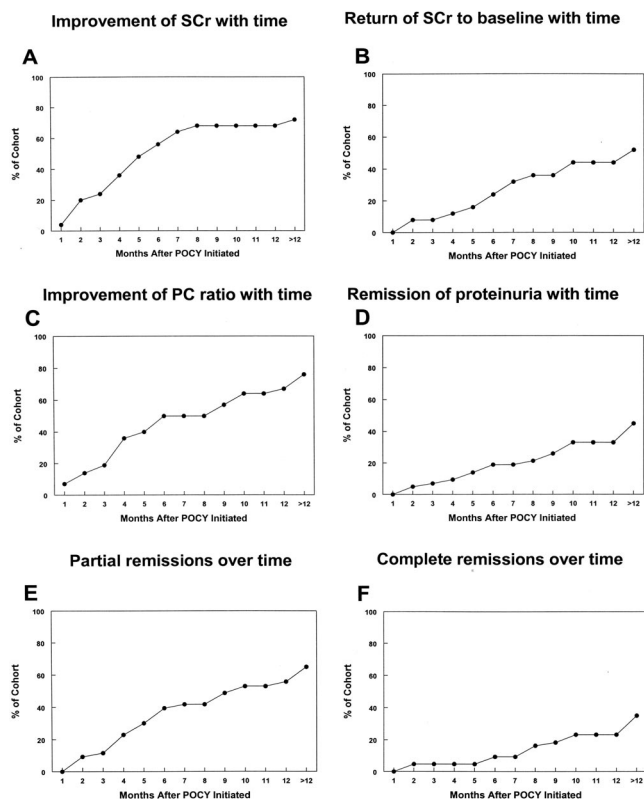 Improvement of SCr with time
Return of SCr to baseline with time
A
100
80
60
40
20
0
% of Cohort
1 2 3 4 5 6 7 8 9 10 11 12 >12
Months After POCY Initiated
B
100
80
60
40
20
0
% of Cohort
1 2 3 4 5 6 7 8 9 10 11 12 >12
Months After POCY Initiated
Improvement of PC ratio with time
Remission of proteinuria with time
C
100
80
60
40
20
0
% of Cohort
1 2 3 4 5 6 7 8 9 10 11 12 >12
Months After POCY Initiated
D
100
80
60
40
20
0
% of Cohort
1 2 3 4 5 6 7 8 9 10 11 12 >12
Months After POCY Initiated
Partial remissions over time
Complete remissions over time
E
100
80
60
40
20
0
% of Cohort
1 2 3 4 5 6 7 8 9 10 11 12 >12
Months After POCY Initiated
F
100
80
60
40
20
0
% of Cohort
1 2 3 4 5 6 7 8 9 10 11 12 >12
Months After POCY Initiated